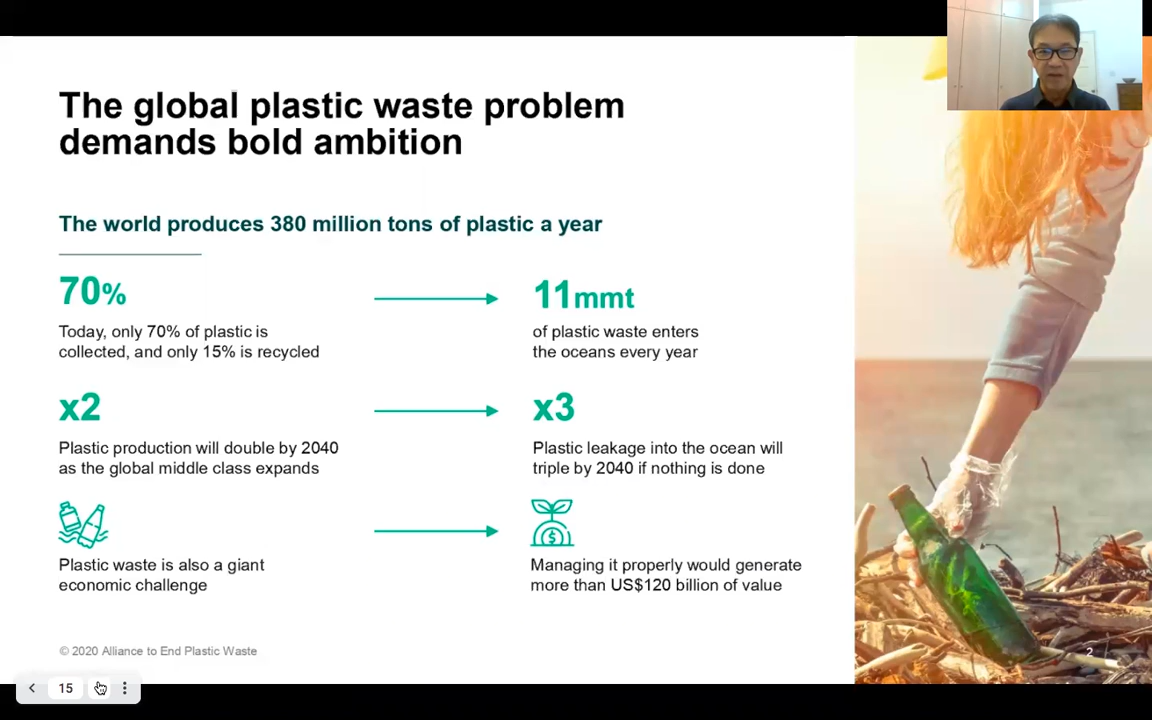 The global plastic waste problem
demands bold ambition
The world produces 380 million tons of plastic a year
70%
Today, only 70% of plastic is
collected, and only 15% is recycled
11mmt
of plastic waste enters
the oceans every year
x2
Plastic production will double by 2040
as the global middle class expands
x3
Plastic leakage into the ocean will
triple by 2040 if nothing is done
Plastic waste is also a giant
economic challenge
$
Managing it properly would generate
more than US$120 billion of value
© 2020 Alliance to End Plastic Waste
2
15